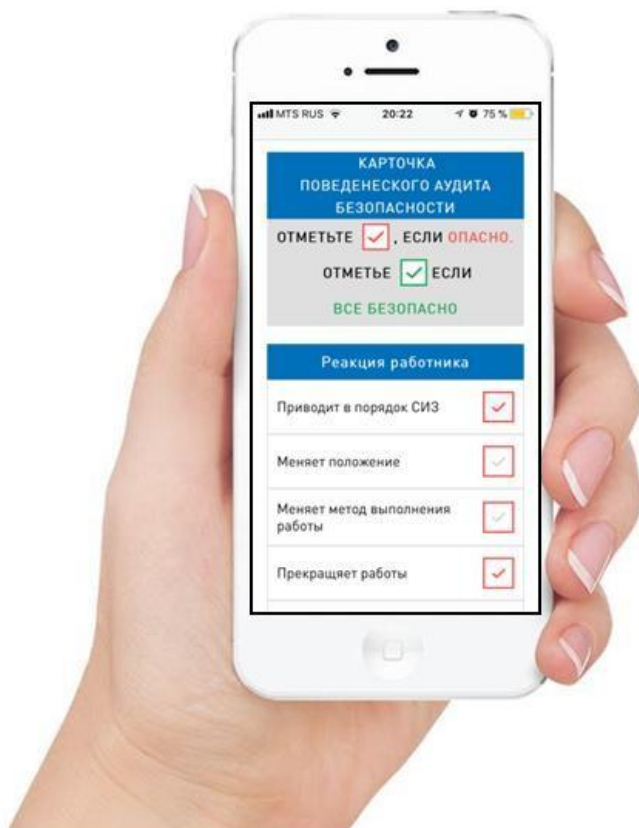 MTS RUS 20:22 75 %
КАРТОЧКА
ПОВЕДЕНЕСКОГО АУДИТА
БЕЗОПАСНОСТИ
ОТМЕТЬТЕ , ЕСЛИ ОПАСНО.
ОТМЕТЬЕ ЕСЛИ
ВСЕ БЕЗОПАСНО
Реакция работника
Приводит в порядок СИЗ
Меняет положение
Меняет метод выполнения
работы
Прекращяет работы